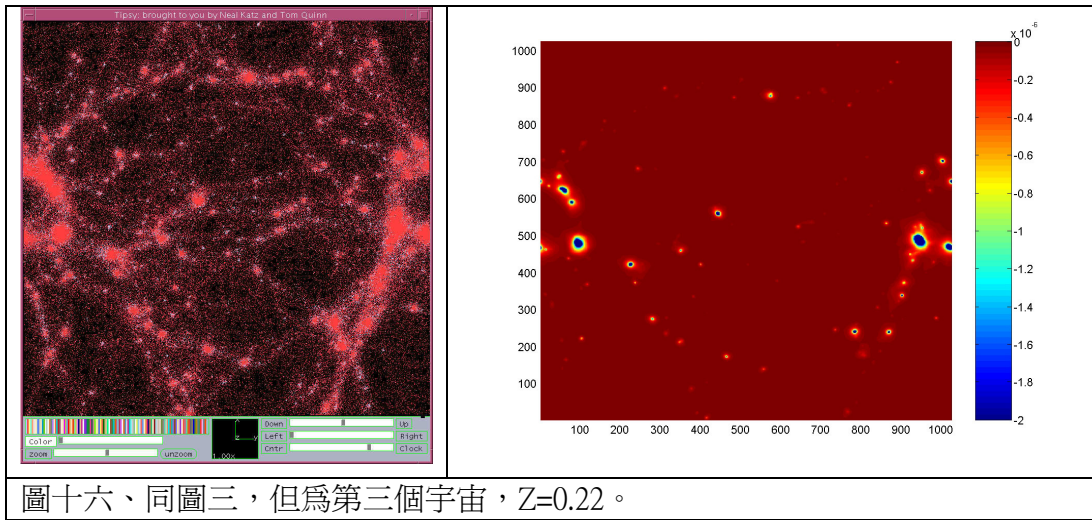 Tipsy: brought to you by Neal Katz and Tom Quinn
Color
zoom
unzoom
1.00x
z
y
Down
Up
Left
Right
Cntr
Clock
x 10^-6
1000
900
800
700
600
500
400
300
200
100
100 200 300 400 500 600 700 800 900 1000
0
-0.2
-0.4
-0.6
-0.8
-1
-1.2
-1.4
-1.6
-1.8
-2
圖十六、同圖三，但為第三個宇宙，Z=0.22。